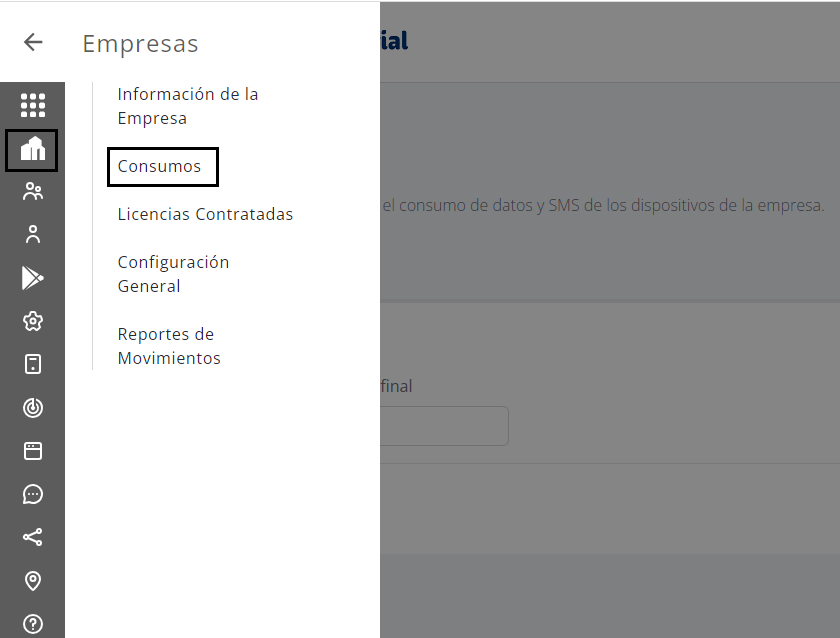 Empresas
ial
Información de la
Empresa
Consumos
Licencias Contratadas
el consumo de datos y SMS de los dispositivos de la empresa.
Configuración
General
Reportes de
Movimientos
final